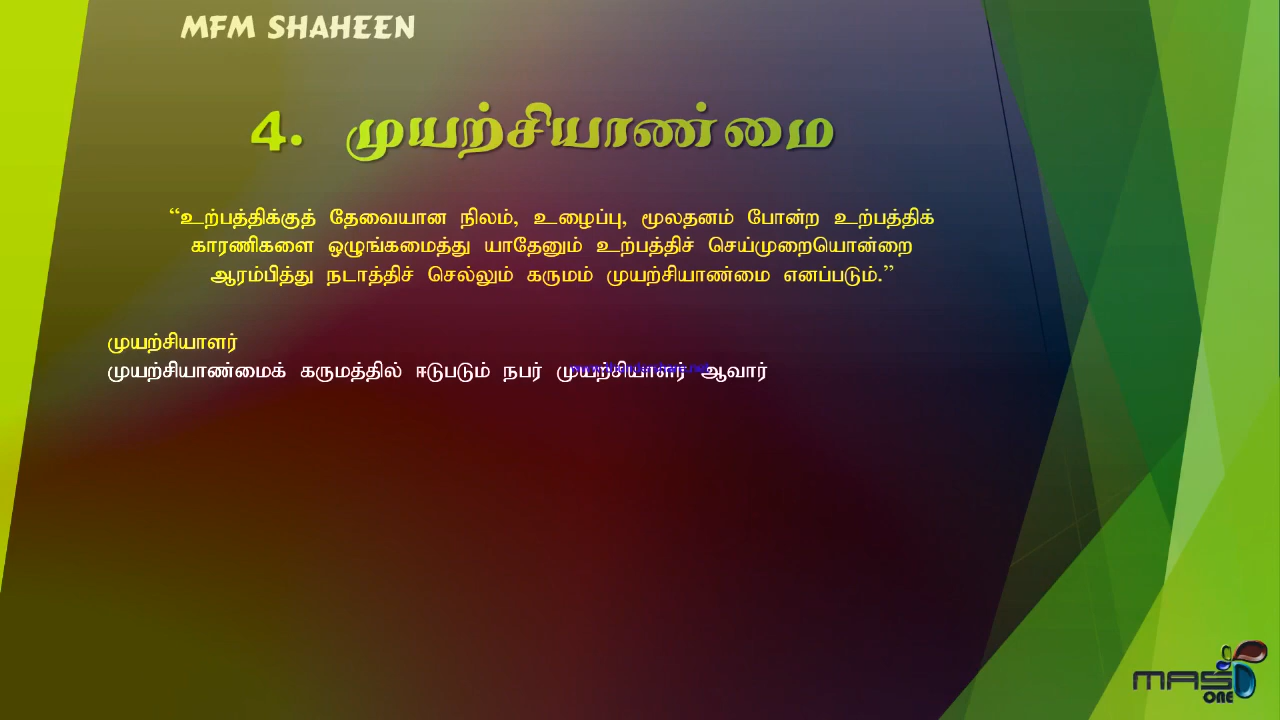 MFM SHAHEEN
4. முயற்சியாண்மை
“உற்பத்திக்குத் தேவையான நிலம், உழைப்பு, மூலதனம் போன்ற உற்பத்திக்
காரணிகளை ஒழுங்கமைத்து யாதேனும் உற்பத்திச் செய்முறையொன்றை
ஆரம்பித்து நடாத்திச் செல்லும் கருமம் முயற்சியாண்மை எனப்படும்.”
முயற்சியாளர்
முயற்சியாண்மைக் கருமத்தில் ஈடுபடும் நபர் முயற்சியாளர் ஆவார்
MAS
ONE